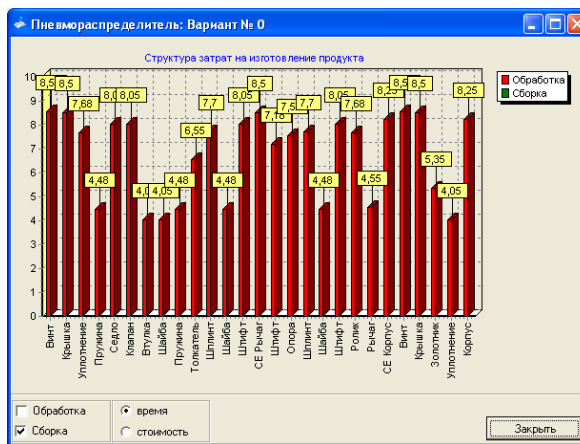 Пневмораспределитель: Вариант № 0
Структура затрат на изготовление продукта
Обработка
Сборка
10
9
8
7
6
5
4
3
2
1
0
8,5
7,68
4,48
8,05
4,05
4,48
6,55
7,7
4,48
8,05
8,5
7,18
7,7
4,48
8,05
7,68
4,55
8,25
8,5
5,35
4,05
8,25
Винт
Крышка
Уплотнение
Пружина
Седло
Клапан
Втулка
Шайба
Пружина
Толкатель
Шплинт
Шайба
Штифт
СЕ Рычаг
Штифт
Опора
Шплинт
Шайба
Штифт
Ролик
Рычаг
СЕ Корпус
Винт
Крышка
Золотник
Уплотнение
Корпус
Обработка
Сборка
время
стоимость
Закрыть